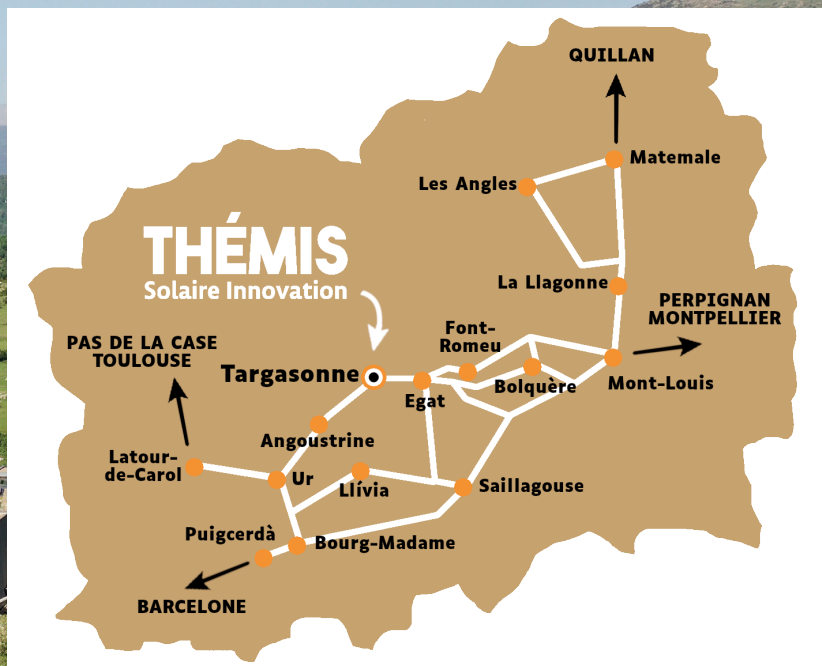 QUILLAN
Matemale
Les Angles
THÉMIS
Solaire Innovation
La Llagonne
PERPIGNAN
MONTPELLIER
Font-
Romeu
PAS DE LA CASE
TOULOUSE
Targasonne
Egat
Bolquère
Mont-Louis
Angoustrine
Latour-
de-Carol
Ur
Llívia
Saillagouse
Puigcerdà
Bourg-Madame
BARCELONE